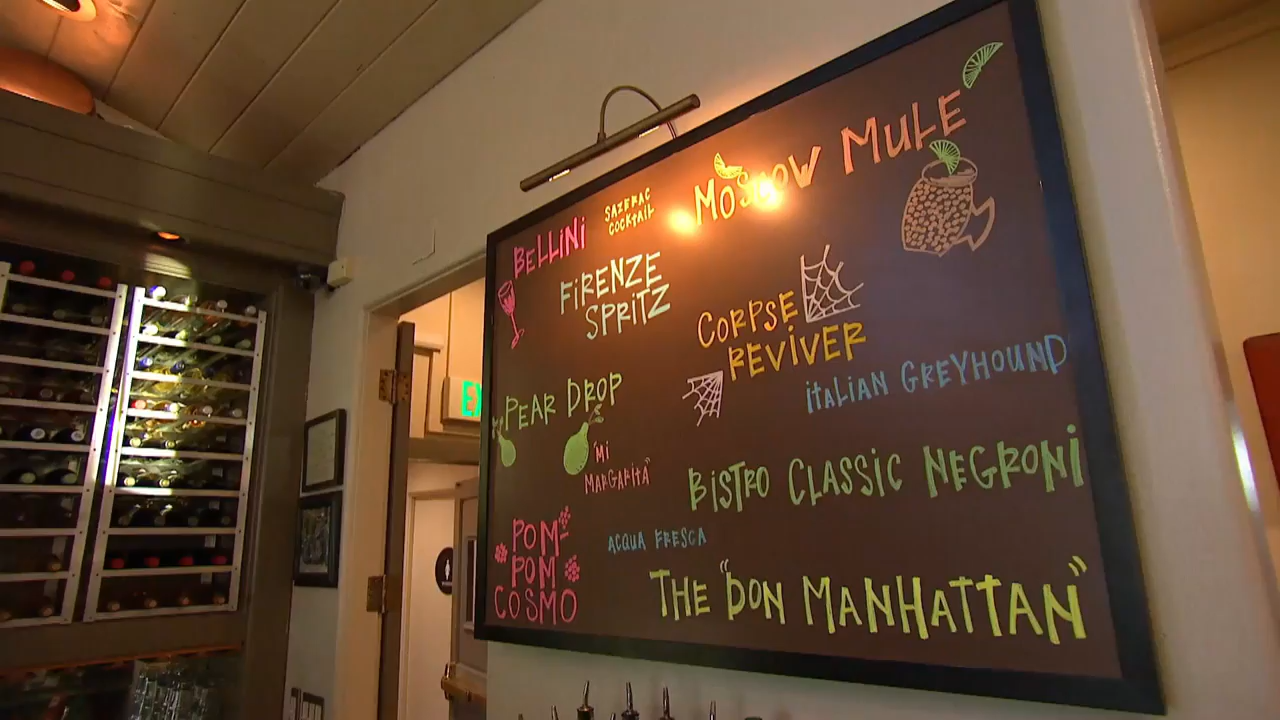 BELLINI
SAZERAC
COCKTAIL
MOSCOW MULE
FIRENZE
SPRITZ
CORPSE
REVIVER
ITALIAN GREYHOUND
PEAR DROP
"MI
MARGARITA"
BISTRO CLASSIC NEGRONI
POM-
POM
COSMO
ACQUA FRESCA
THE "DON MANHATTAN"